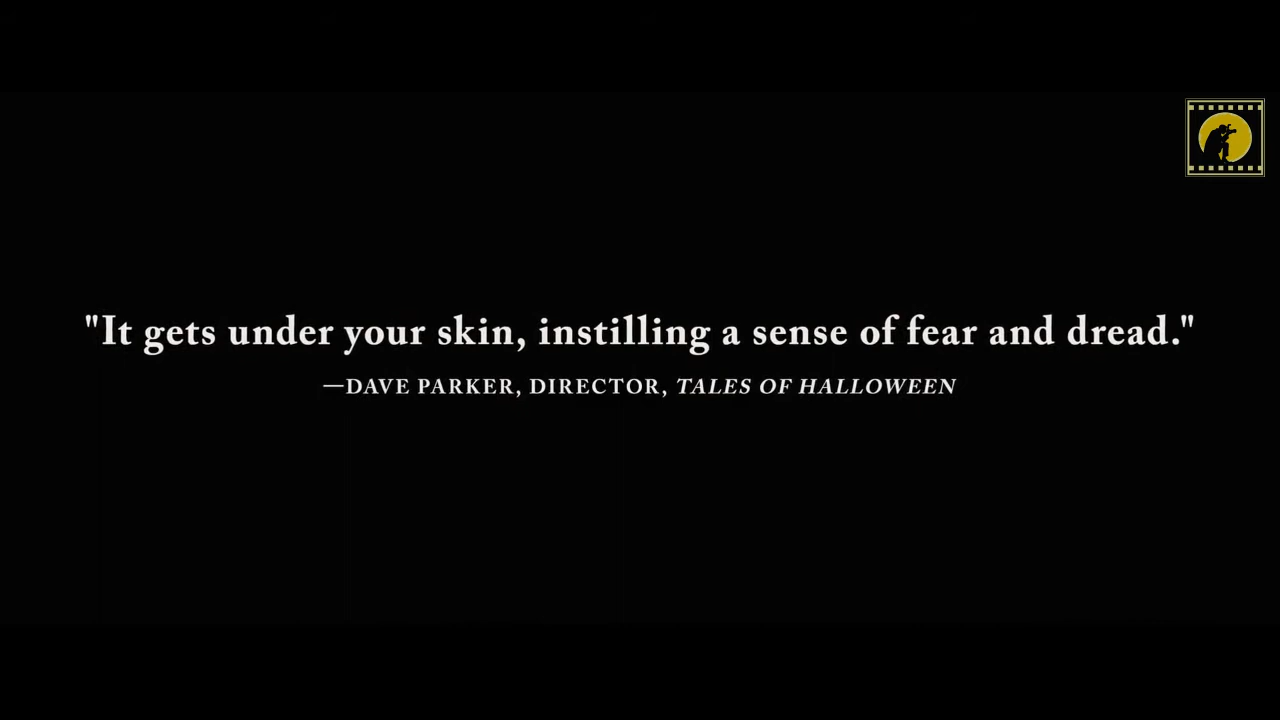 "It gets under your skin, instilling a sense of fear and dread."
—DAVE PARKER, DIRECTOR, TALES OF HALLOWEEN